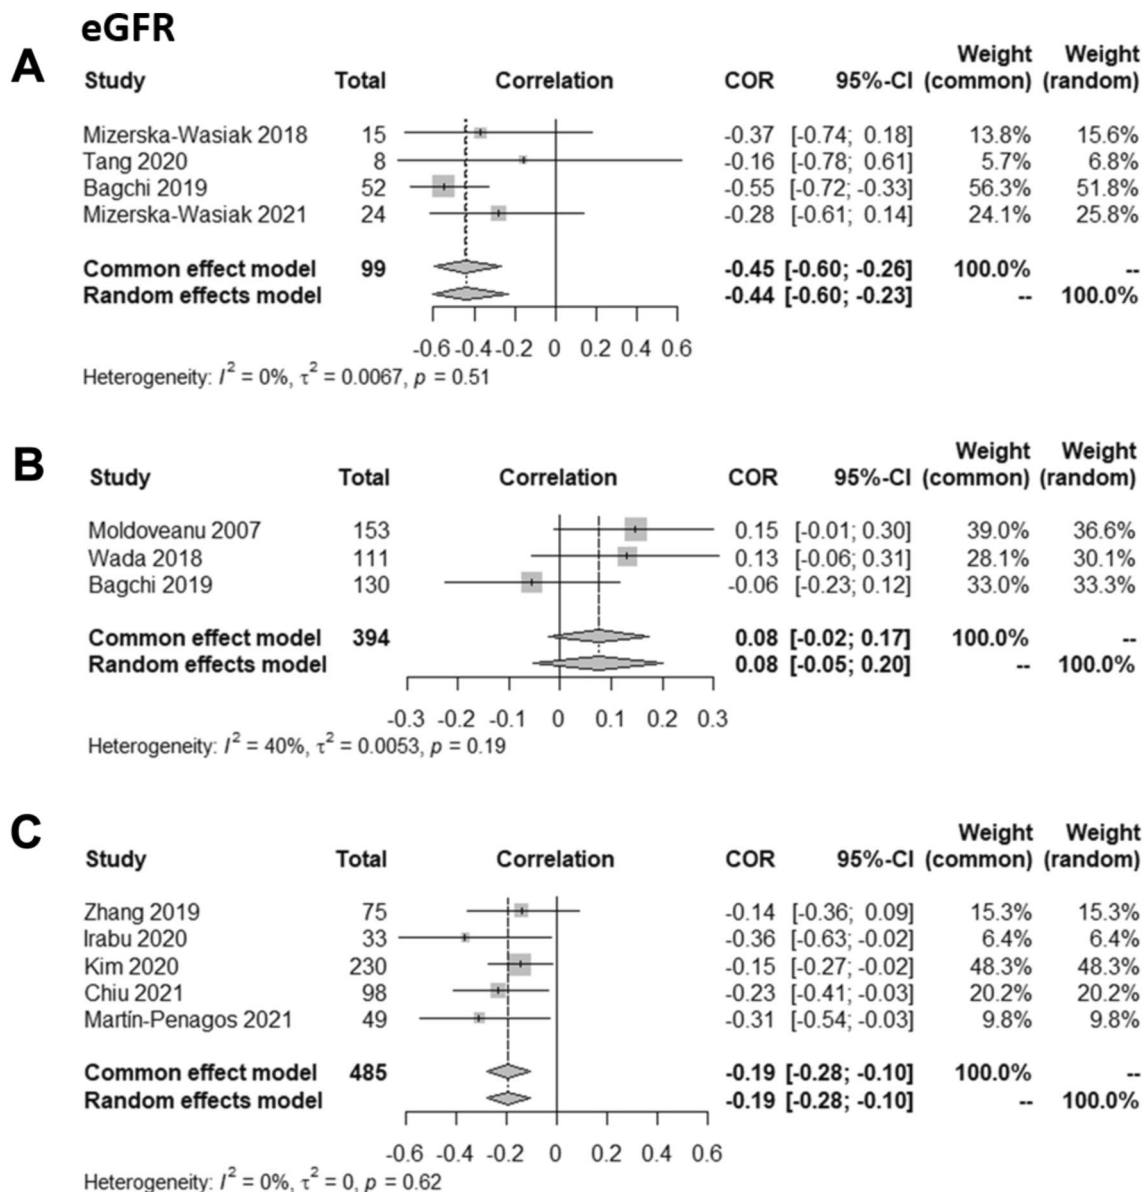 eGFR
A
Weight Weight
Study Total Correlation COR 95%-CI (common) (random)
Mizerska-Wasiak 2018 15 -0.37 [-0.74; 0.18] 13.8% 15.6%
Tang 2020 8 -0.16 [-0.78; 0.61] 5.7% 6.8%
Bagchi 2019 52 -0.55 [-0.72; -0.33] 56.3% 51.8%
Mizerska-Wasiak 2021 24 -0.28 [-0.61; 0.14] 24.1% 25.8%
Common effect model 99 -0.45 [-0.60; -0.26] 100.0% --
Random effects model -0.44 [-0.60; -0.23] -- 100.0%
-0.6 -0.4 -0.2 0 0.2 0.4 0.6
Heterogeneity: I² = 0%, τ² = 0.0067, p = 0.51
B
Weight Weight
Study Total Correlation COR 95%-CI (common) (random)
Moldoveanu 2007 153 0.15 [-0.01; 0.30] 39.0% 36.6%
Wada 2018 111 0.13 [-0.06; 0.31] 28.1% 30.1%
Bagchi 2019 130 -0.06 [-0.23; 0.12] 33.0% 33.3%
Common effect model 394 0.08 [-0.02; 0.17] 100.0% --
Random effects model 0.08 [-0.05; 0.20] -- 100.0%
-0.3 -0.2 -0.1 0 0.1 0.2 0.3
Heterogeneity: I² = 40%, τ² = 0.0053, p = 0.19
C
Weight Weight
Study Total Correlation COR 95%-CI (common) (random)
Zhang 2019 75 -0.14 [-0.36; 0.09] 15.3% 15.3%
Irabu 2020 33 -0.36 [-0.63; -0.02] 6.4% 6.4%
Kim 2020 230 -0.15 [-0.27; -0.02] 48.3% 48.3%
Chiu 2021 98 -0.23 [-0.41; -0.03] 20.2% 20.2%
Martín-Penagos 2021 49 -0.31 [-0.54; -0.03] 9.8% 9.8%
Common effect model 485 -0.19 [-0.28; -0.10] 100.0% --
Random effects model -0.19 [-0.28; -0.10] -- 100.0%
-0.6 -0.4 -0.2 0 0.2 0.4 0.6
Heterogeneity: I² = 0%, τ² = 0, p = 0.62